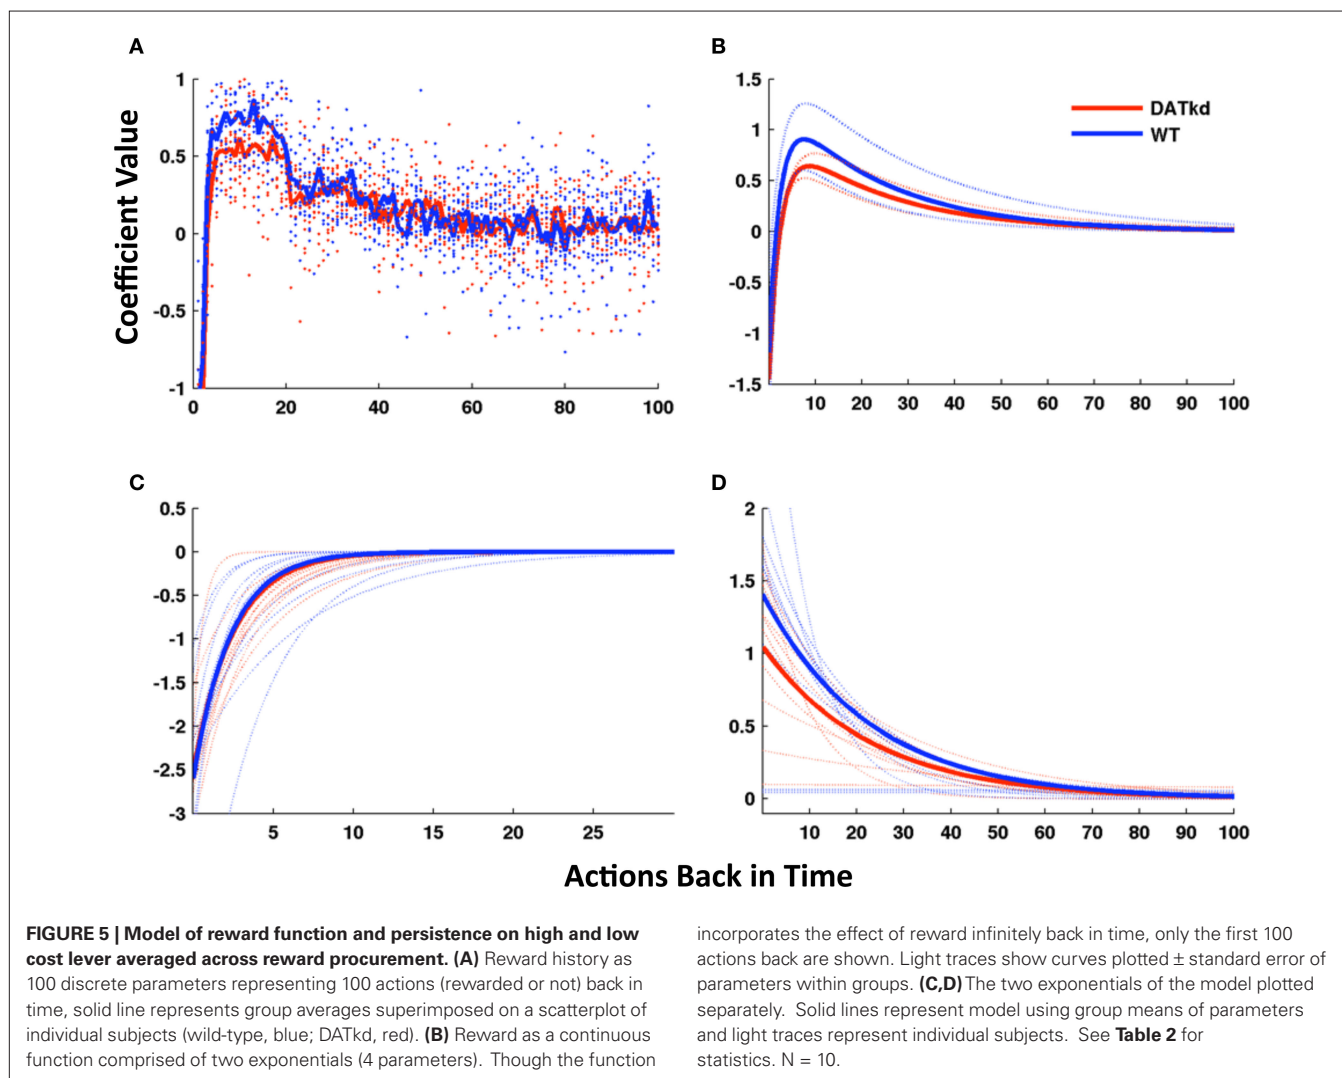 A
B
Coefficient Value
1
0.5
0
-0.5
-1
0
20
40
60
80
100
1.5
1
0.5
0
-0.5
-1
-1.5
10
20
30
40
50
60
70
80
90
100
DATkd
WT
C
D
0.5
0
-0.5
-1
-1.5
-2
-2.5
-3
5
10
15
20
25
2
1.5
1
0.5
0
10
20
30
40
50
60
70
80
90
100
Actions Back in Time
FIGURE 5 | Model of reward function and persistence on high and low
cost lever averaged across reward procurement. (A) Reward history as
100 discrete parameters representing 100 actions (rewarded or not) back in
time, solid line represents group averages superimposed on a scatterplot of
individual subjects (wild-type, blue; DATkd, red). (B) Reward as a continuous
function comprised of two exponentials (4 parameters). Though the function
incorporates the effect of reward infinitely back in time, only the first 100
actions back are shown. Light traces show curves plotted ± standard error of
parameters within groups. (C,D) The two exponentials of the model plotted
separately. Solid lines represent model using group means of parameters
and light traces represent individual subjects. See Table 2 for
statistics. N = 10.